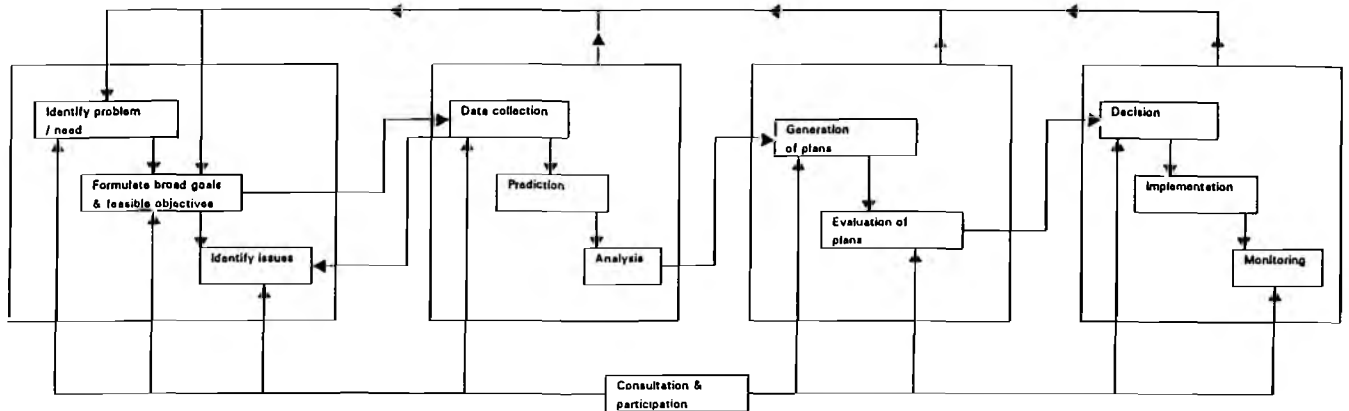 Identify problem
/ need
Formulate broad goals
& feasible objectives
Identify issues
Date collection
Prediction
Analysis
Generation
of plans
Evaluation of
plans
Decision
Implementation
Monitoring
Consultation &
participation